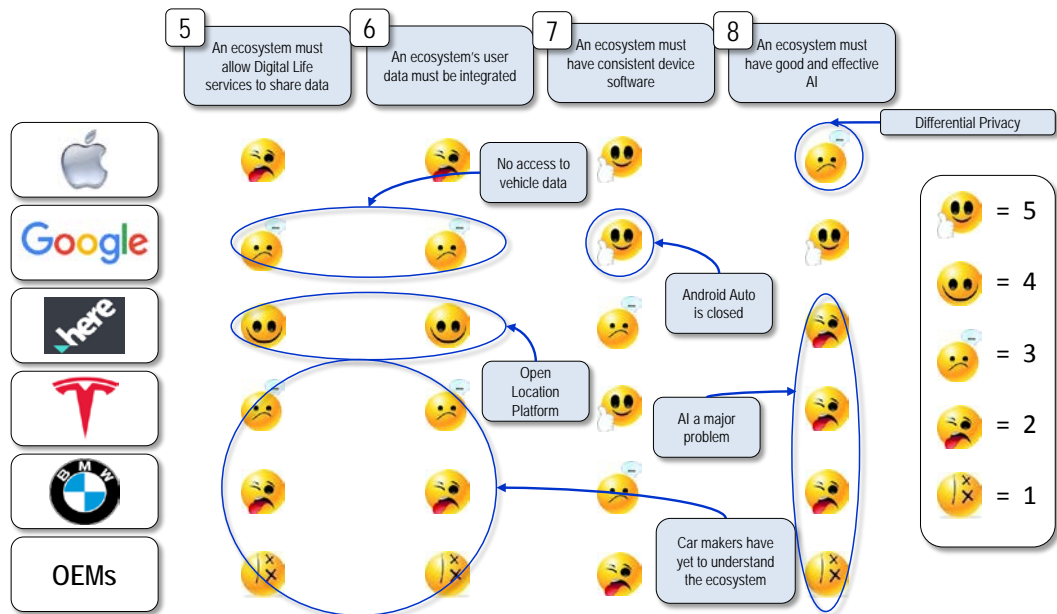 5
An ecosystem must
allow Digital Life
services to share data
6
An ecosystem's user
data must be integrated
7
An ecosystem must
have consistent device
software
8
An ecosystem must
have good and effective
AI
Differential Privacy
No access to
vehicle data
Google
= 5
Android Auto
is closed
= 4
here
Open
Location
Platform
= 3
AI a major
problem
= 2
BMW
= 1
Car makers have
yet to understand
the ecosystem
OEMs